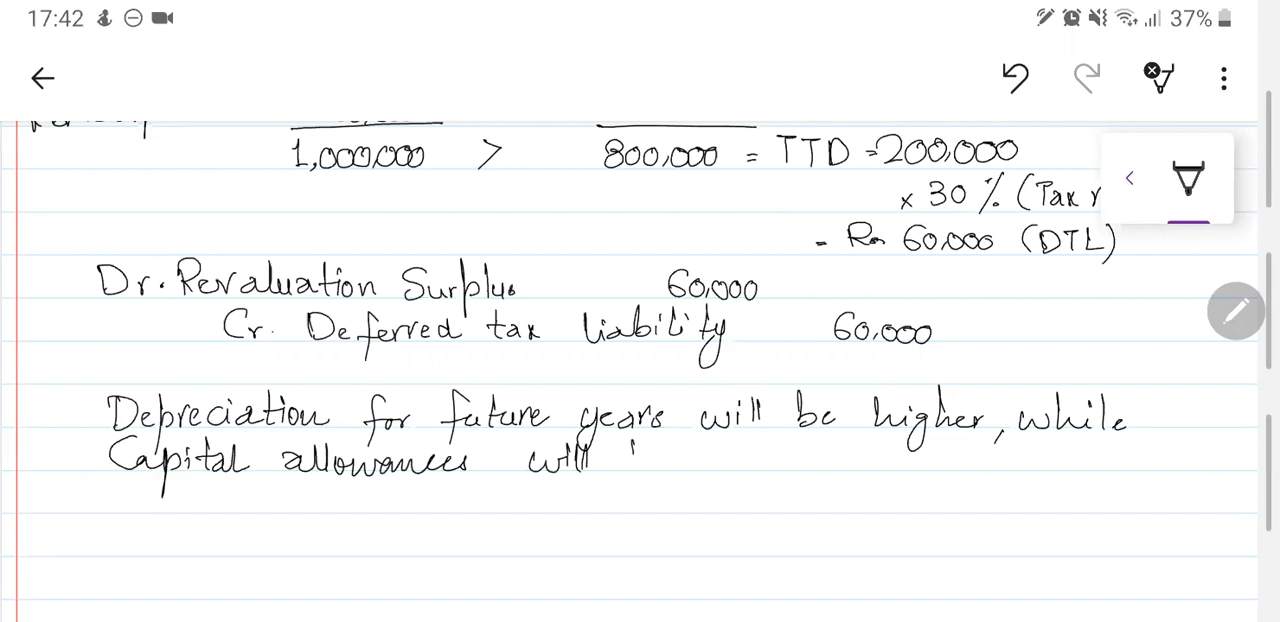 17:42 37%
1,000,000 > 800,000 = TTD = 200,000
x 30 % (Tax
= Rs 60,000 (DTL)
Dr. Revaluation Surplus 60,000
Cr. Deferred tax liability 60,000
Depreciation for future years will be higher, while
Capital allowances will